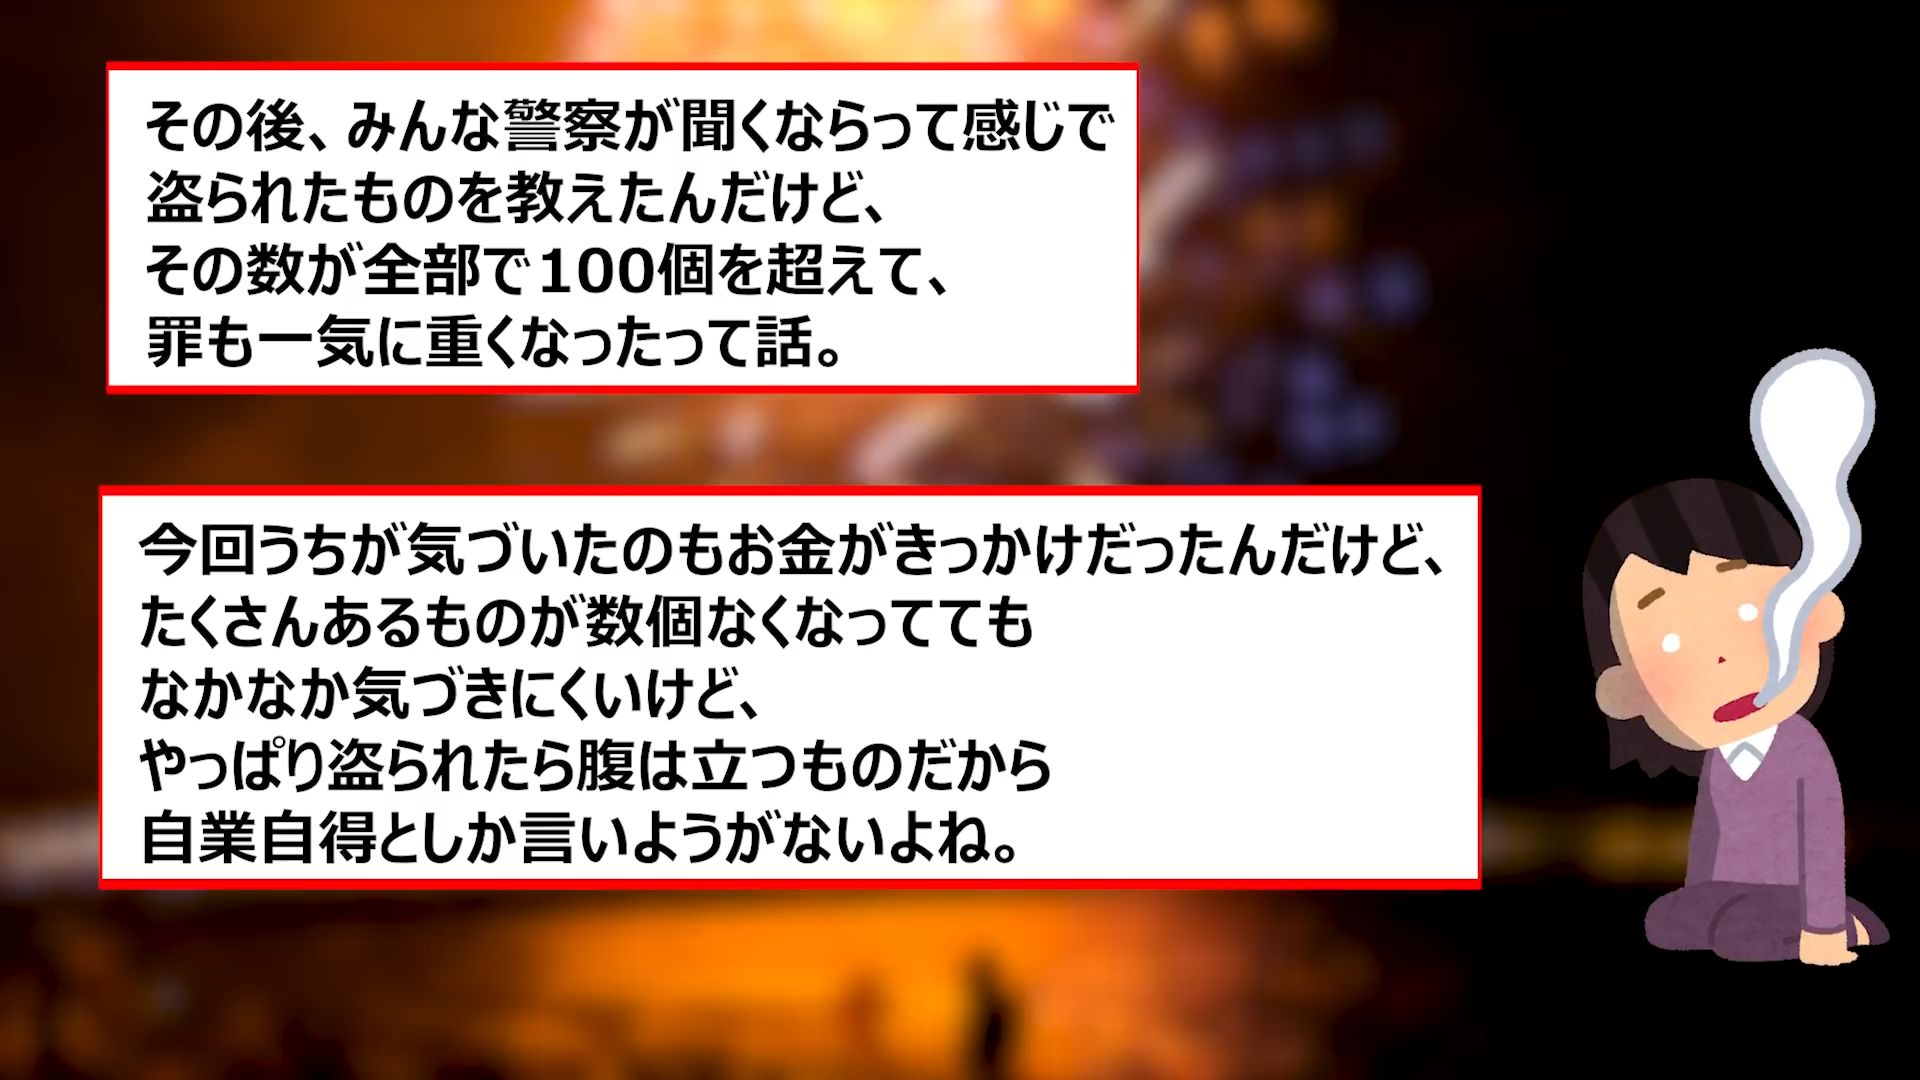 その後、みんな警察が聞くならって感じで
盗られたものを教えたんだけど、
その数が全部で100個を超えて、
罪も一気に重くなったって話。
今回うちが気づいたのもお金がきっかけだったんだけど、
たくさんあるものが数個なくなってても
なかなか気づきにくいけど、
やっぱり盗られたら腹は立つものだから
自業自得としか言いようがないよね。